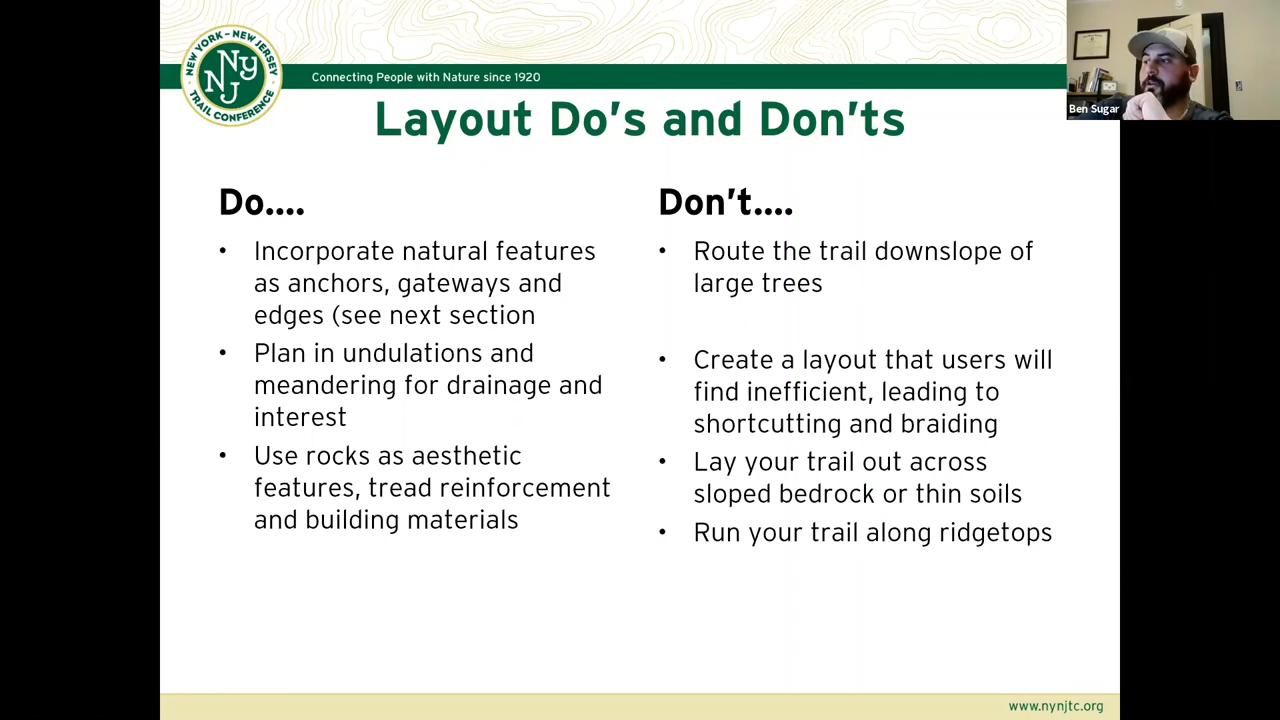 NEW YORK - NEW JERSEY
NY
NJ
TRAIL CONFERENCE
Connecting People with Nature since 1920
Ben Sugar
Layout Do's and Don'ts
Do....
• Incorporate natural features
as anchors, gateways and
edges (see next section
• Plan in undulations and
meandering for drainage and
interest
• Use rocks as aesthetic
features, tread reinforcement
and building materials
Don't....
• Route the trail downslope of
large trees
• Create a layout that users will
find inefficient, leading to
shortcutting and braiding
• Lay your trail out across
sloped bedrock or thin soils
• Run your trail along ridgetops
www.nynjtc.org